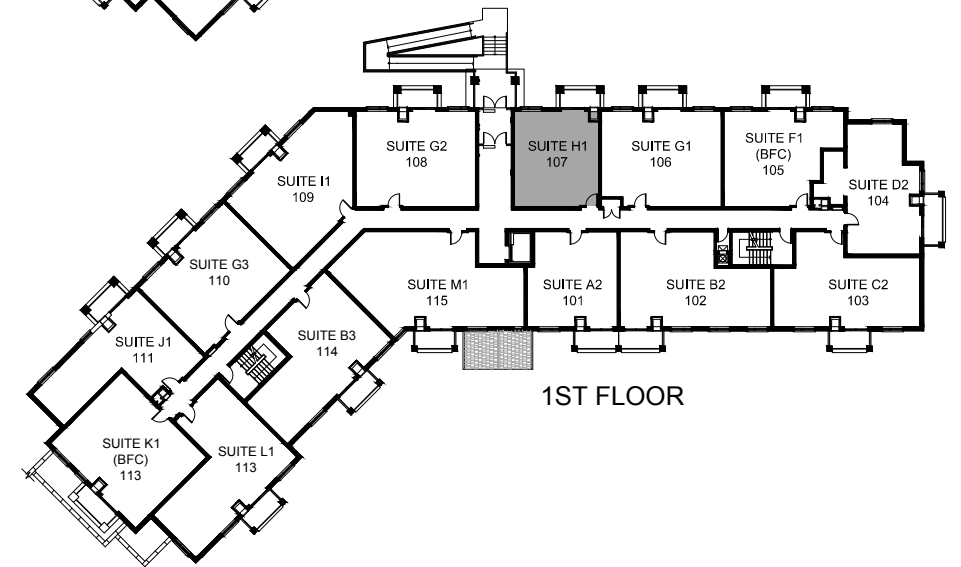 SUITE G2
108
SUITE H1
107
SUITE G1
106
SUITE F1
(BFC)
105
SUITE D2
104
SUITE I1
109
SUITE G3
110
SUITE M1
115
SUITE A2
101
SUITE B2
102
SUITE C2
103
SUITE J1
111
SUITE B3
114
SUITE K1
(BFC)
113
SUITE L1
113
1ST FLOOR